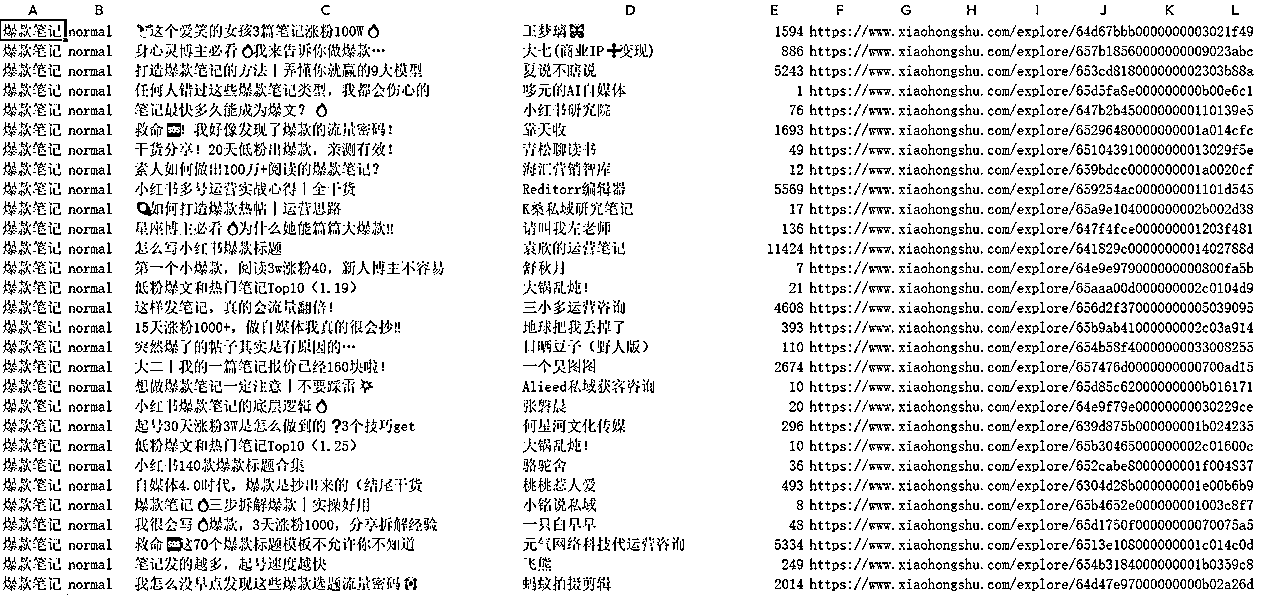 A B C D E F G H I J K L
爆款笔记 normal 这个爱笑的女孩3篇笔记涨粉100W 王梦璃 1594 https://www.xiaohongshu.com/explore/64d67bbb0000000003021f49
爆款笔记 normal 身心灵博主必看🔥我来告诉你做爆款… 大七(商业IP➕变现) 886 https://www.xiaohongshu.com/explore/657b1856000000009023abc
爆款笔记 normal 打造爆款笔记的方法|弄懂你就赢的9大模型 夏说不瞎说 5243 https://www.xiaohongshu.com/explore/653cd818000000002303b88a
爆款笔记 normal 任何人错过这些爆款笔记类型，我都会伤心的 哆元的AI自媒体 1 https://www.xiaohongshu.com/explore/65d5fa8e000000000b00e6c1
爆款笔记 normal 笔记最快多久能成为爆文？🔥 小红书研究院 76 https://www.xiaohongshu.com/explore/647b2b450000000110139e5
爆款笔记 normal 救命🆘！我好像发现了爆款的流量密码！ 靠天收 1693 https://www.xiaohongshu.com/explore/65296480000000001a014cfc
爆款笔记 normal 干货分享！20天低粉出爆款，亲测有效！ 青松聊读书 49 https://www.xiaohongshu.com/explore/651043910000000013029f5e
爆款笔记 normal 素人如何做出100万+阅读的爆款笔记？ 海汇营销智库 12 https://www.xiaohongshu.com/explore/659bdcc0000000001a0020cf
爆款笔记 normal 小红书多号运营实战心得|全干货 Reditorr编辑器 5569 https://www.xiaohongshu.com/explore/659254ac000000001101d545
爆款笔记 normal 如何打造爆款热帖|运营思路 K桑私域研究笔记 17 https://www.xiaohongshu.com/explore/65a9e104000000002b002d38
爆款笔记 normal 星座博主必看🔥为什么她能篇篇大爆款‼ 请叫我左老师 136 https://www.xiaohongshu.com/explore/647f4fce000000001203f481
爆款笔记 normal 怎么写小红书爆款标题 袁欣的运营笔记 11424 https://www.xiaohongshu.com/explore/641829c0000000001402788d
爆款笔记 normal 第一个小爆款，阅读3w涨粉40，新人博主不容易 舒秋月 7 https://www.xiaohongshu.com/explore/64e9e979000000000800fa5b
爆款笔记 normal 低粉爆文和热门笔记Top10（1.19） 大锅乱炖! 21 https://www.xiaohongshu.com/explore/65aaa00d000000002c0104d9
爆款笔记 normal 这样发笔记，真的会流量翻倍！ 三小多运营咨询 4608 https://www.xiaohongshu.com/explore/656d2f370000000005039095
爆款笔记 normal 15天涨粉1000+，做自媒体我真的很会抄‼ 地球把我丢掉了 393 https://www.xiaohongshu.com/explore/65b9ab41000000002c03a914
爆款笔记 normal 突然爆了的帖子其实是有原因的… 日晒豆子（野人版） 110 https://www.xiaohongshu.com/explore/654b58f40000000033008255
爆款笔记 normal 大二|我的一篇笔记报价已经160块啦！ 一个吴图图 2674 https://www.xiaohongshu.com/explore/657476d0000000000700ad15
爆款笔记 normal 想做爆款笔记一定注意|不要踩雷💥 Alieed私域获客咨询 10 https://www.xiaohongshu.com/explore/65d85c62000000000b016171
爆款笔记 normal 小红书爆款笔记的底层逻辑🔥 张磐晨 20 https://www.xiaohongshu.com/explore/64e9f79e00000000030229ce
爆款笔记 normal 起号30天涨粉3W是怎么做到的❓3个技巧get 何星河文化传媒 296 https://www.xiaohongshu.com/explore/639d875b000000001b024235
爆款笔记 normal 低粉爆文和热门笔记Top10（1.25） 大锅乱炖! 10 https://www.xiaohongshu.com/explore/65b30465000000002c01600c
爆款笔记 normal 小红书140款爆款标题合集 骆驼舍 36 https://www.xiaohongshu.com/explore/652cabe8000000001f004837
爆款笔记 normal 自媒体4.0时代，爆款是抄出来的（结尾干货 桃桃惹人爱 493 https://www.xiaohongshu.com/explore/6304d28b000000001e00b6b9
爆款笔记 normal 爆款笔记🔥三步拆解爆款|实操好用 小铭说私域 8 https://www.xiaohongshu.com/explore/65b4652e0000000001003c8f7
爆款笔记 normal 我很会写🔥爆款，3天涨粉1000，分享拆解经验 一只白早早 48 https://www.xiaohongshu.com/explore/65d1750f00000000070075a5
爆款笔记 normal 救命🆘这70个爆款标题模板不允许你不知道 元气网络科技代运营咨询 5334 https://www.xiaohongshu.com/explore/6513e108000000001c014c0d
爆款笔记 normal 笔记发的越多，起号速度越快 飞熊 249 https://www.xiaohongshu.com/explore/654b3184000000001b0359c8
爆款笔记 normal 我怎么没早点发现这些爆款选题流量密码 蚂蚁拍摄剪辑 2014 https://www.xiaohongshu.com/explore/64d47e97000000000b02a26d